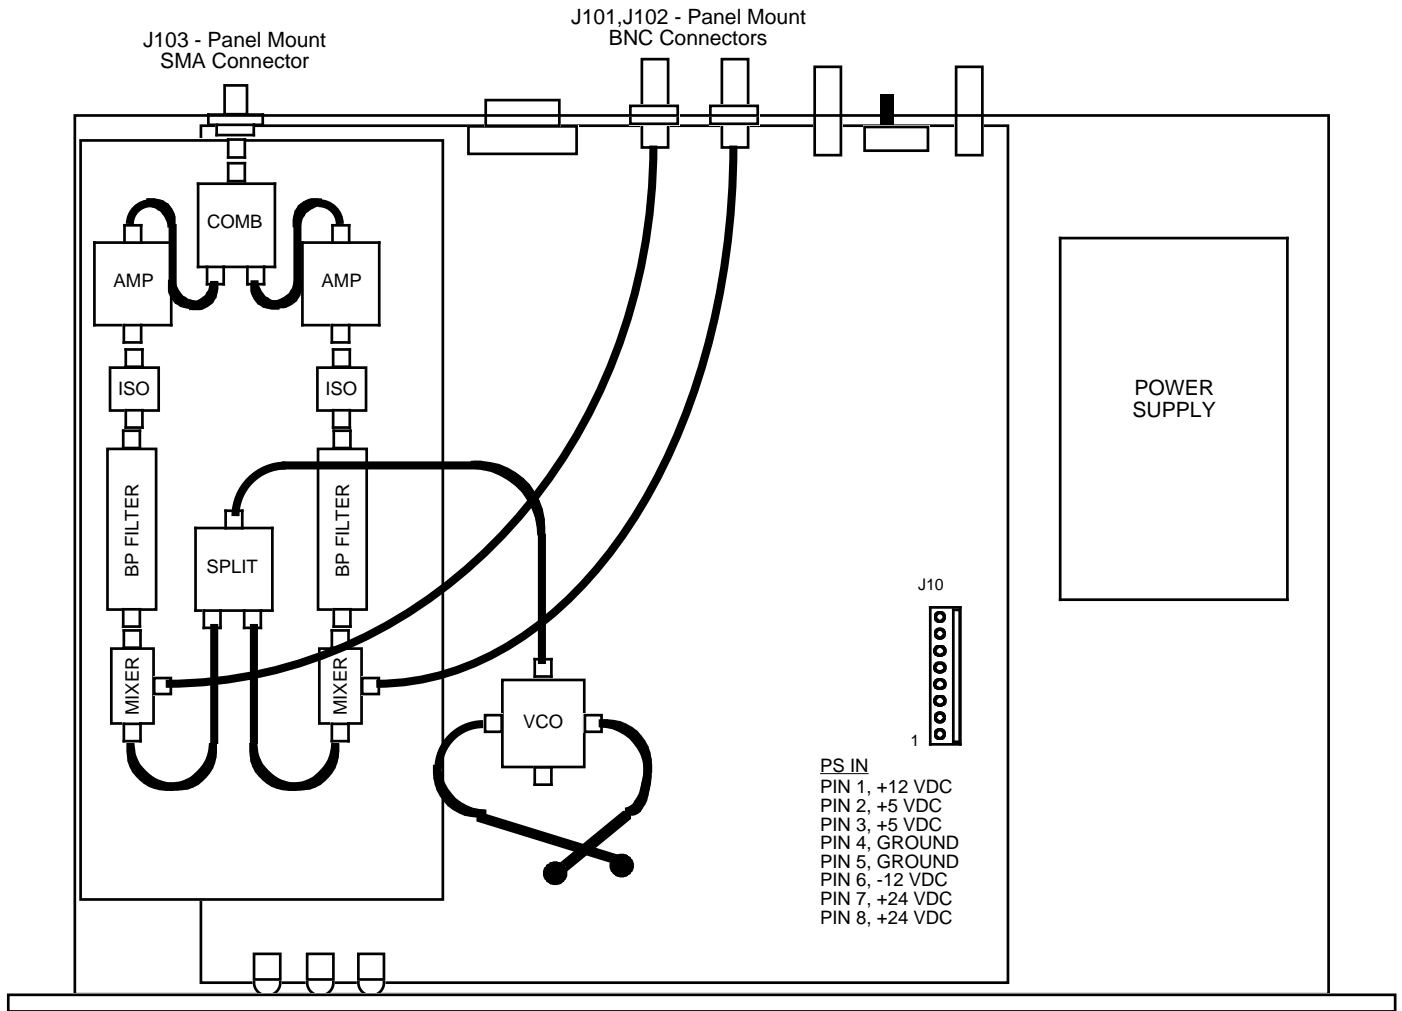 J103 - Panel Mount
SMA Connector
J101,J102 - Panel Mount
BNC Connectors
COMB
AMP
AMP
ISO
ISO
POWER
SUPPLY
BP FILTER
BP FILTER
SPLIT
J10
MIXER
MIXER
VCO
1
PS IN
PIN 1, +12 VDC
PIN 2, +5 VDC
PIN 3, +5 VDC
PIN 4, GROUND
PIN 5, GROUND
PIN 6, -12 VDC
PIN 7, +24 VDC
PIN 8, +24 VDC